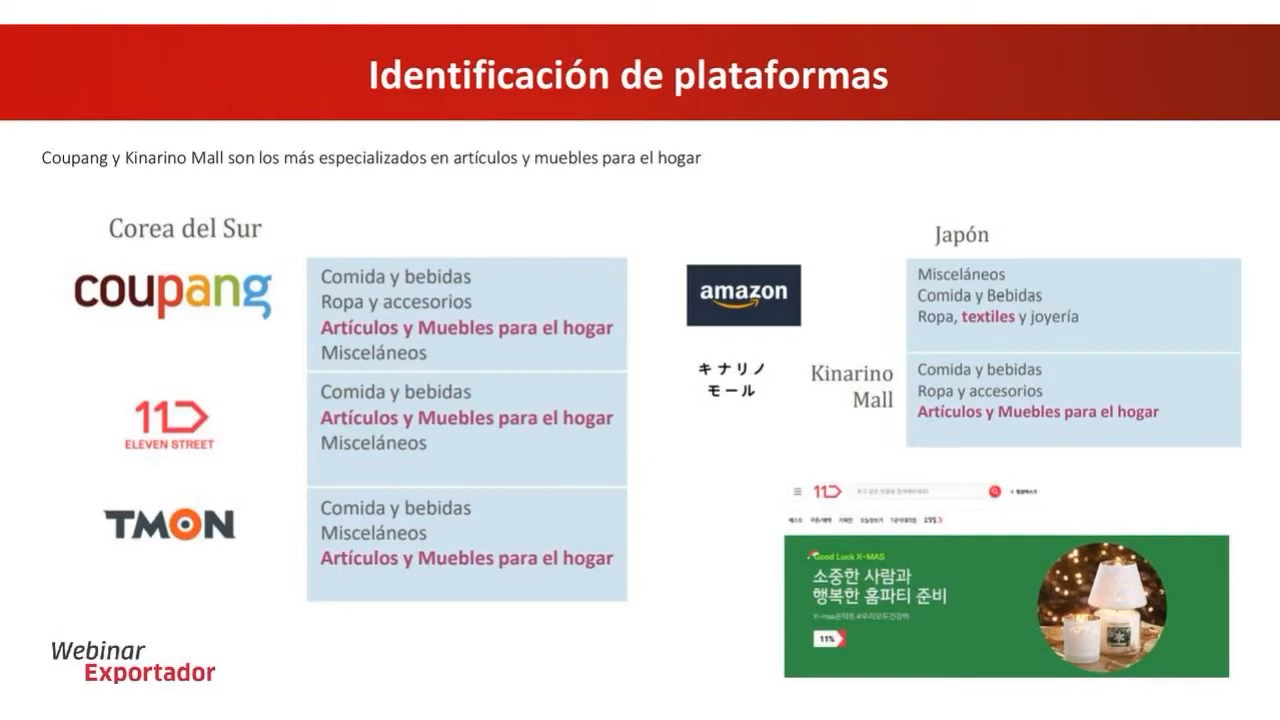 Identificación de plataformas
Coupang y Kinarino Mall son los más especializados en artículos y muebles para el hogar
Corea del Sur
coupang
Comida y bebidas
Ropa y accesorios
Artículos y Muebles para el hogar
Misceláneos
11
ELEVEN STREET
Comida y bebidas
Artículos y Muebles para el hogar
Misceláneos
TMON
Comida y bebidas
Misceláneos
Artículos y Muebles para el hogar
Japón
amazon
Misceláneos
Comida y Bebidas
Ropa, textiles y joyería
キナリノ
モール
Kinarino
Mall
Comida y bebidas
Ropa y accesorios
Artículos y Muebles para el hogar
11
Good Luck X-MAS
소중한 사람과
행복한 홈파티 준비
11%
Webinar
Exportador